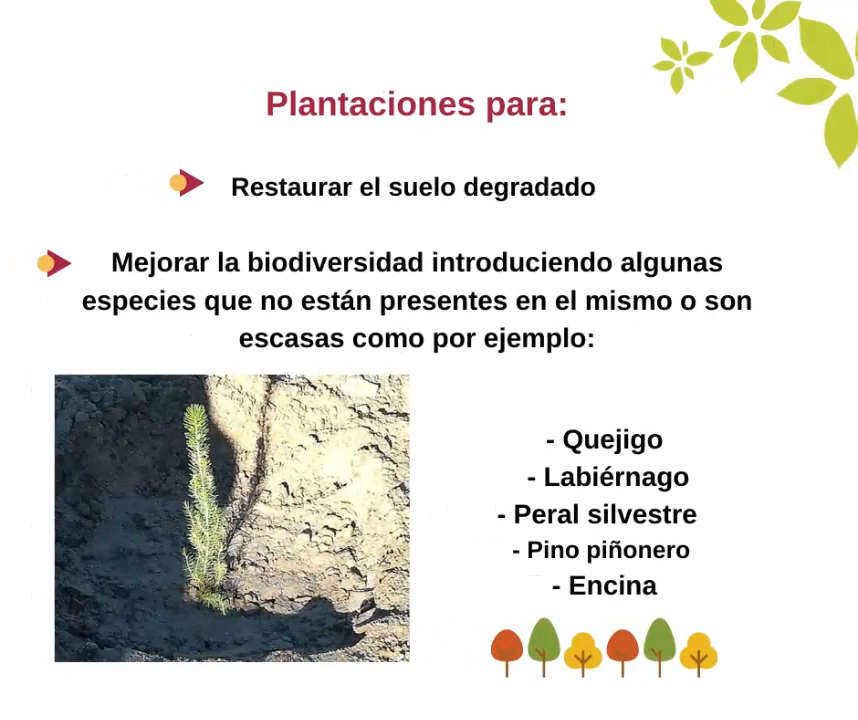 Plantaciones para:
Restaurar el suelo degradado
Mejorar la biodiversidad introduciendo algunas
especies que no están presentes en el mismo o son
escasas como por ejemplo:
- Quejigo
- Labiérnago
- Peral silvestre
- Pino piñonero
- Encina